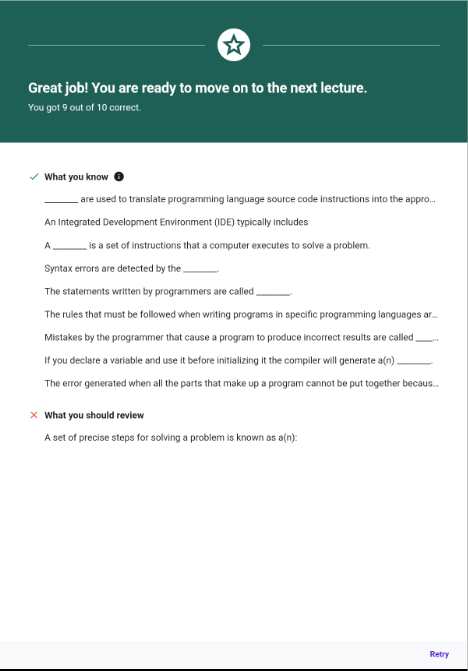 Great job! You are ready to move on to the next lecture.
You got 9 out of 10 correct.
What you know
_______ are used to translate programming language source code instructions into the appro...
An Integrated Development Environment (IDE) typically includes
A _______ is a set of instructions that a computer executes to solve a problem.
Syntax errors are detected by the _______.
The statements written by programmers are called _______.
The rules that must be followed when writing programs in specific programming languages ar...
Mistakes by the programmer that cause a program to produce incorrect results are called ____...
If you declare a variable and use it before initializing it the compiler will generate a(n) _______.
The error generated when all the parts that make up a program cannot be put together becaus...
What you should review
A set of precise steps for solving a problem is known as a(n):
Retry